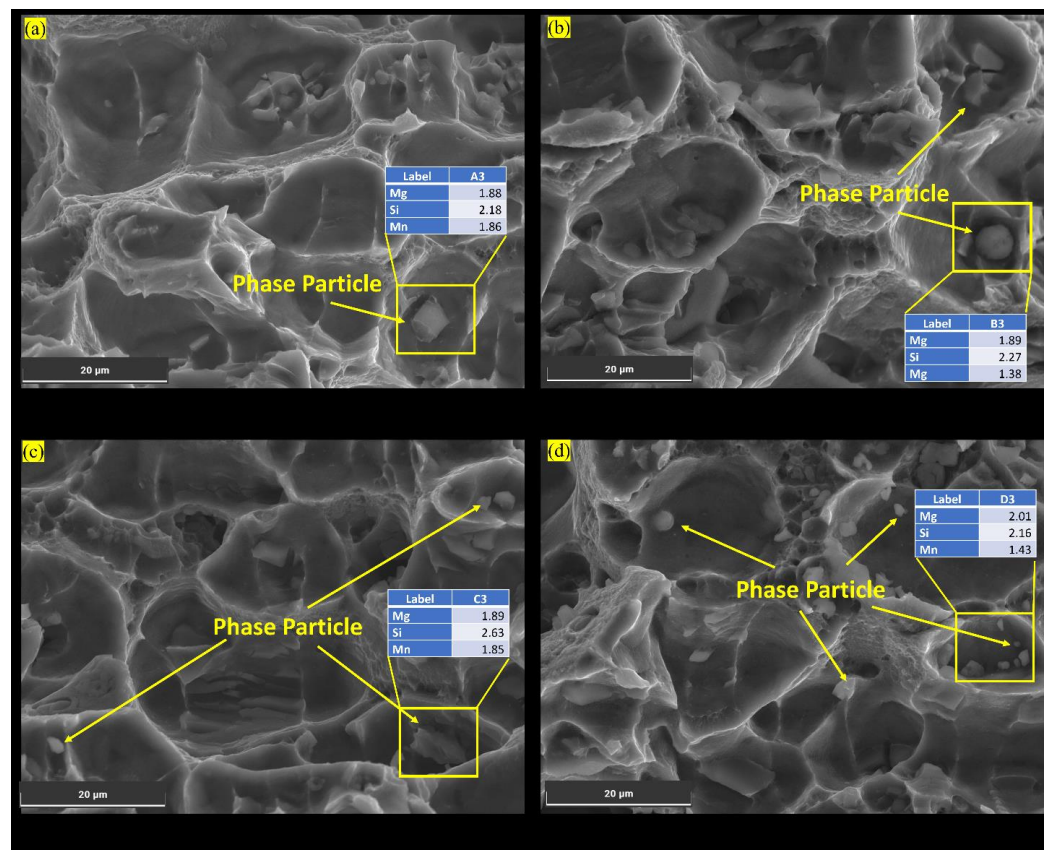 (a)
Label A3
Mg 1.88
Si 2.18
Mn 1.86
Phase Particle
20 µm
(b)
Phase Particle
Label B3
Mg 1.89
Si 2.27
Mg 1.38
20 µm
(c)
Label C3
Mg 1.89
Si 2.63
Mn 1.85
Phase Particle
20 µm
(d)
Label D3
Mg 2.01
Si 2.16
Mn 1.43
Phase Particle
20 µm